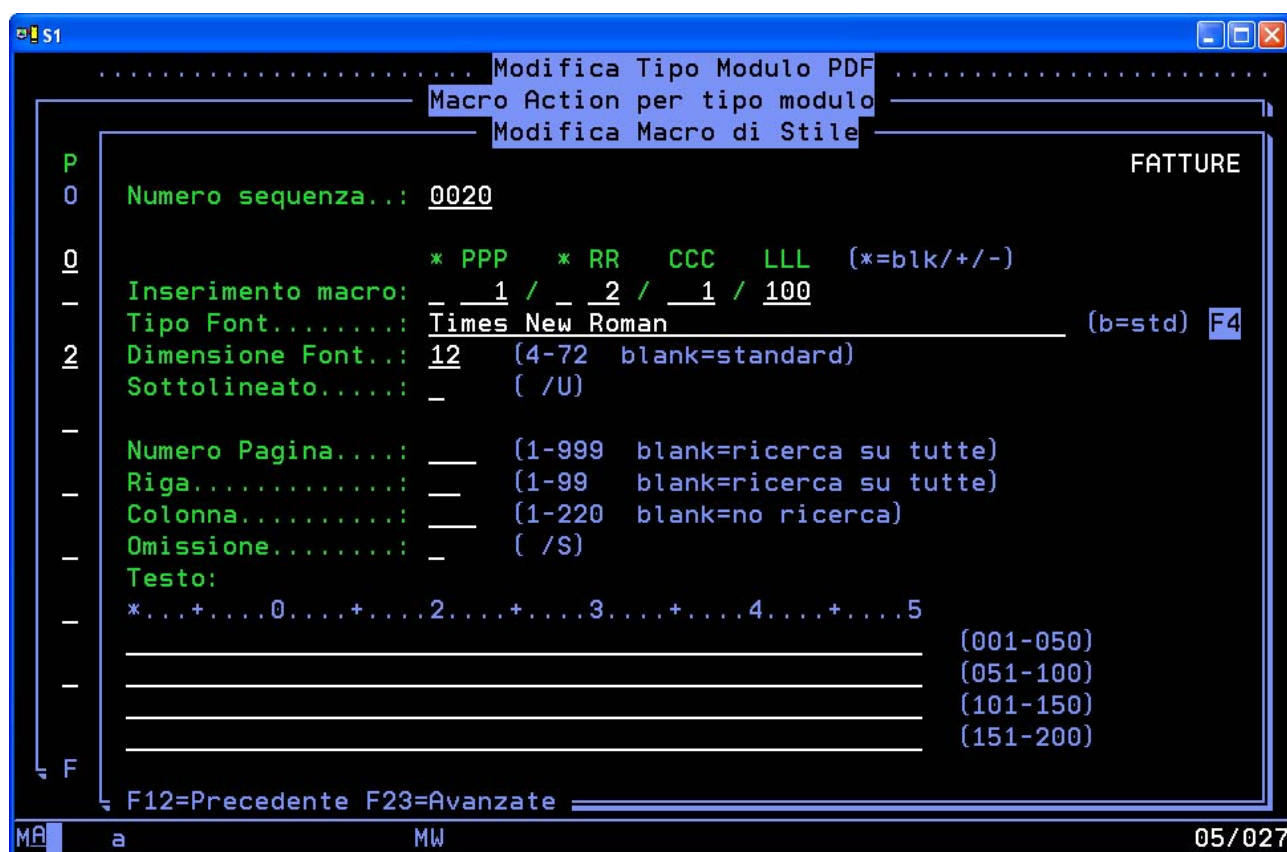 S1
. . . . . . . . . . . . . . . . . . . . . . . . Modifica Tipo Modulo PDF . . . . . . . . . . . . . . . . . . . . . . . .
Macro Action per tipo modulo
Modifica Macro di Stile
P FATTURE
O Numero sequenza..: 0020
0 * PPP * RR CCC LLL (*=blk/+/-)
_ Inserimento macro: _ 1 / _ 2 / 1 / 100
Tipo Font........: Times New Roman (b=std) F4
2 Dimensione Font..: 12 (4-72 blank=standard)
Sottolineato.....: _ ( /U)
_ Numero Pagina....: ___ (1-999 blank=ricerca su tutte)
_ Riga.............: __ (1-99 blank=ricerca su tutte)
Colonna..........: ___ (1-220 blank=no ricerca)
_ Omissione........: _ ( /S)
Testo:
_ *...+....0....+....2....+....3....+....4....+....5
(001-050)
_ (051-100)
(101-150)
(151-200)
F
F12=Precedente F23=Avanzate
MA a MW 05/027